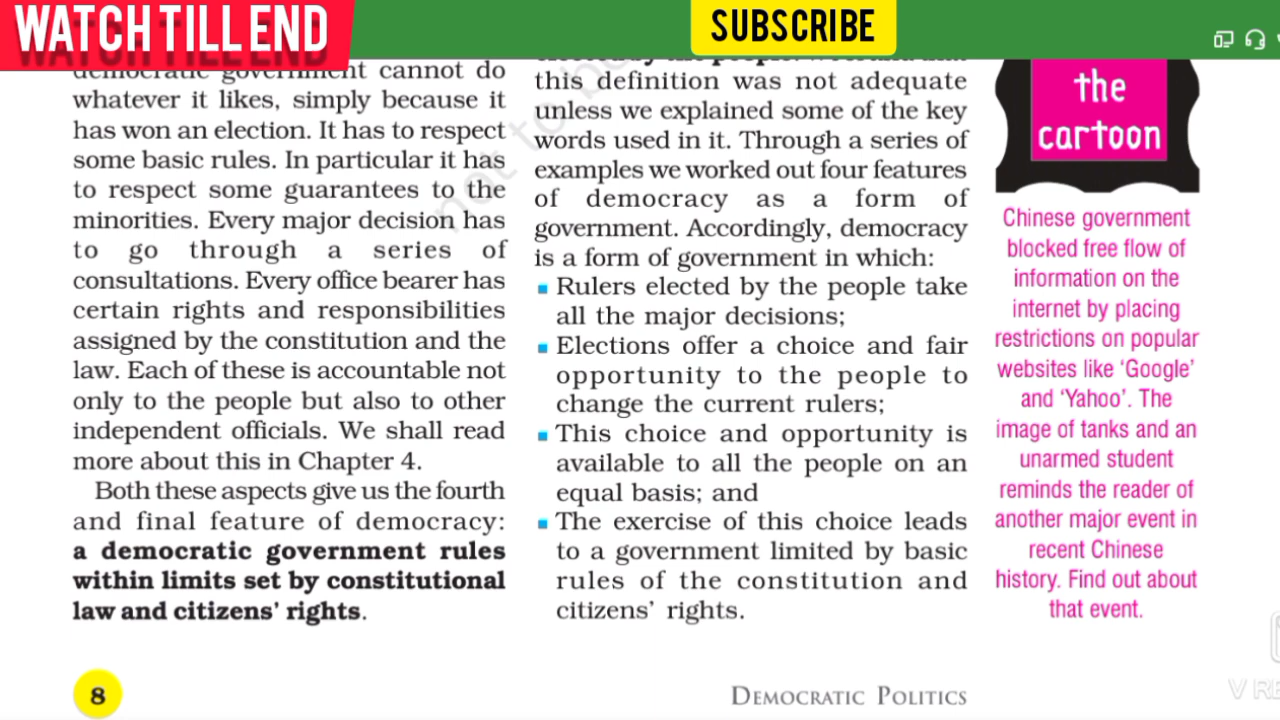 WATCH TILL END
SUBSCRIBE
democratic government cannot do
whatever it likes, simply because it
has won an election. It has to respect
some basic rules. In particular it has
to respect some guarantees to the
minorities. Every major decision has
to go through a series of
consultations. Every office bearer has
certain rights and responsibilities
assigned by the constitution and the
law. Each of these is accountable not
only to the people but also to other
independent officials. We shall read
more about this in Chapter 4.
Both these aspects give us the fourth
and final feature of democracy:
a democratic government rules
within limits set by constitutional
law and citizens’ rights.
this definition was not adequate
unless we explained some of the key
words used in it. Through a series of
examples we worked out four features
of democracy as a form of
government. Accordingly, democracy
is a form of government in which:
Rulers elected by the people take
all the major decisions;
Elections offer a choice and fair
opportunity to the people to
change the current rulers;
This choice and opportunity is
available to all the people on an
equal basis; and
The exercise of this choice leads
to a government limited by basic
rules of the constitution and
citizens’ rights.
the
cartoon
Chinese government
blocked free flow of
information on the
internet by placing
restrictions on popular
websites like ‘Google’
and ‘Yahoo’. The
image of tanks and an
unarmed student
reminds the reader of
another major event in
recent Chinese
history. Find out about
that event.
not to be
8
DEMOCRATIC POLITICS